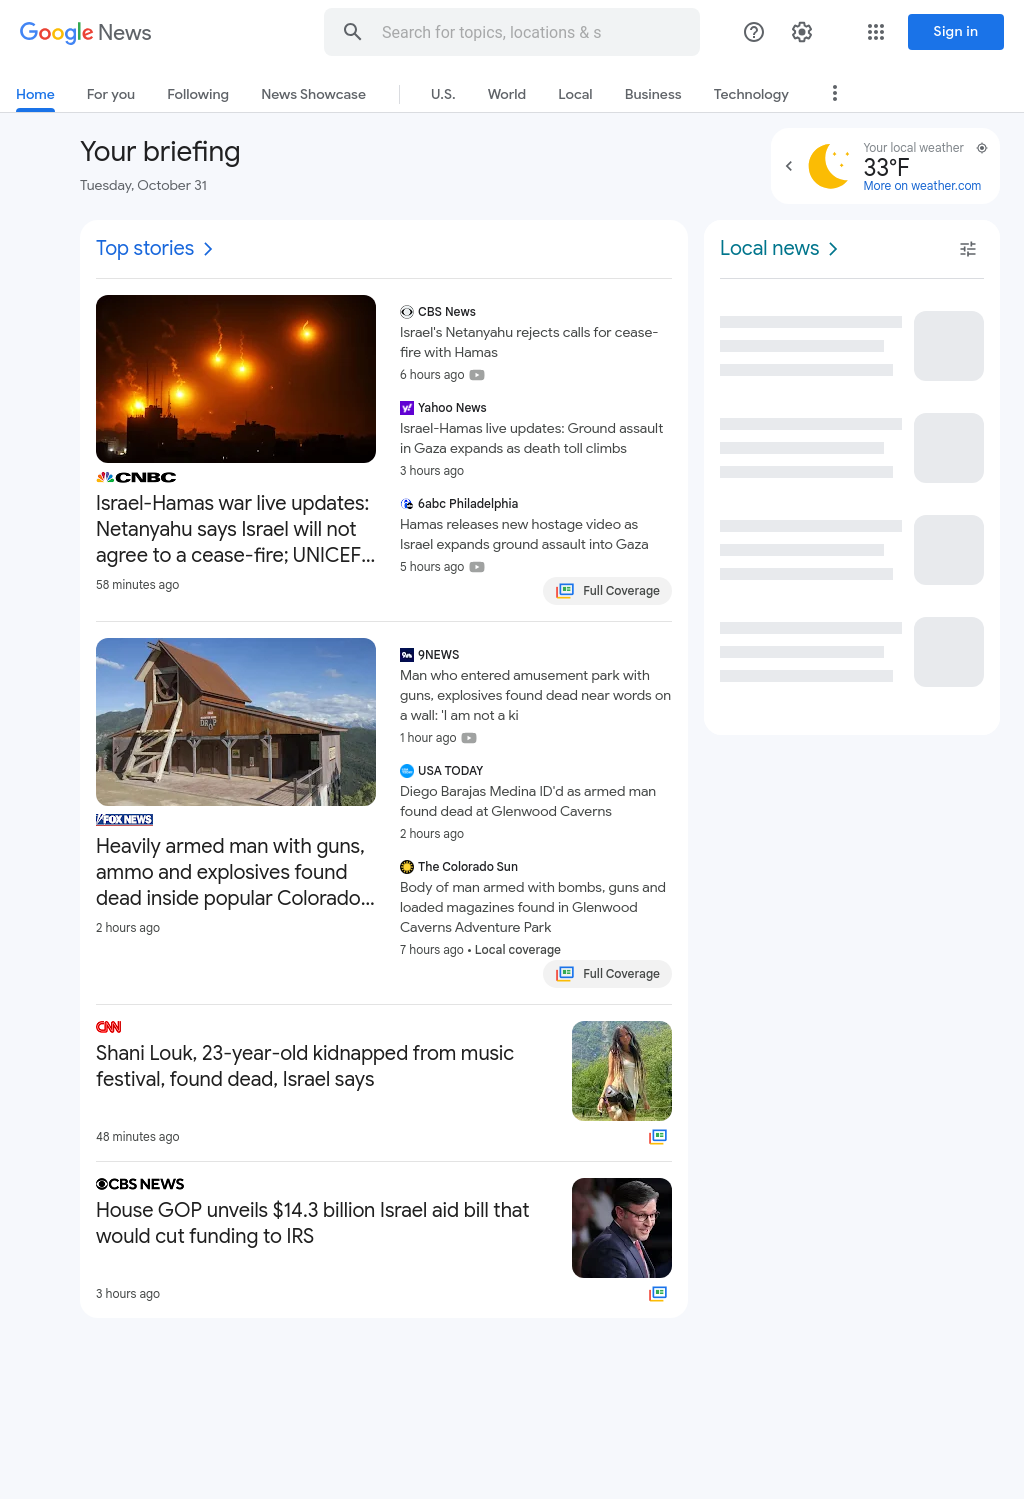 Google News
Search for topics, locations & s
Sign in
Home
For you
Following
News Showcase
U.S.
World
Local
Business
Technology
Your briefing
Tuesday, October 31
Your local weather
33°F
More on weather.com
Top stories
CNBC
Israel-Hamas war live updates:
Netanyahu says Israel will not
agree to a cease-fire; UNICEF...
58 minutes ago
CBS News
Israel's Netanyahu rejects calls for cease-
fire with Hamas
6 hours ago
Yahoo News
Israel-Hamas live updates: Ground assault
in Gaza expands as death toll climbs
3 hours ago
6abc Philadelphia
Hamas releases new hostage video as
Israel expands ground assault into Gaza
5 hours ago
Full Coverage
FOX NEWS
Heavily armed man with guns,
ammo and explosives found
dead inside popular Colorado...
2 hours ago
9NEWS
Man who entered amusement park with
guns, explosives found dead near words on
a wall: 'I am not a ki
1 hour ago
USA TODAY
Diego Barajas Medina ID'd as armed man
found dead at Glenwood Caverns
2 hours ago
The Colorado Sun
Body of man armed with bombs, guns and
loaded magazines found in Glenwood
Caverns Adventure Park
7 hours ago • Local coverage
Full Coverage
CNN
Shani Louk, 23-year-old kidnapped from music
festival, found dead, Israel says
48 minutes ago
CBS NEWS
House GOP unveils $14.3 billion Israel aid bill that
would cut funding to IRS
3 hours ago
Local news